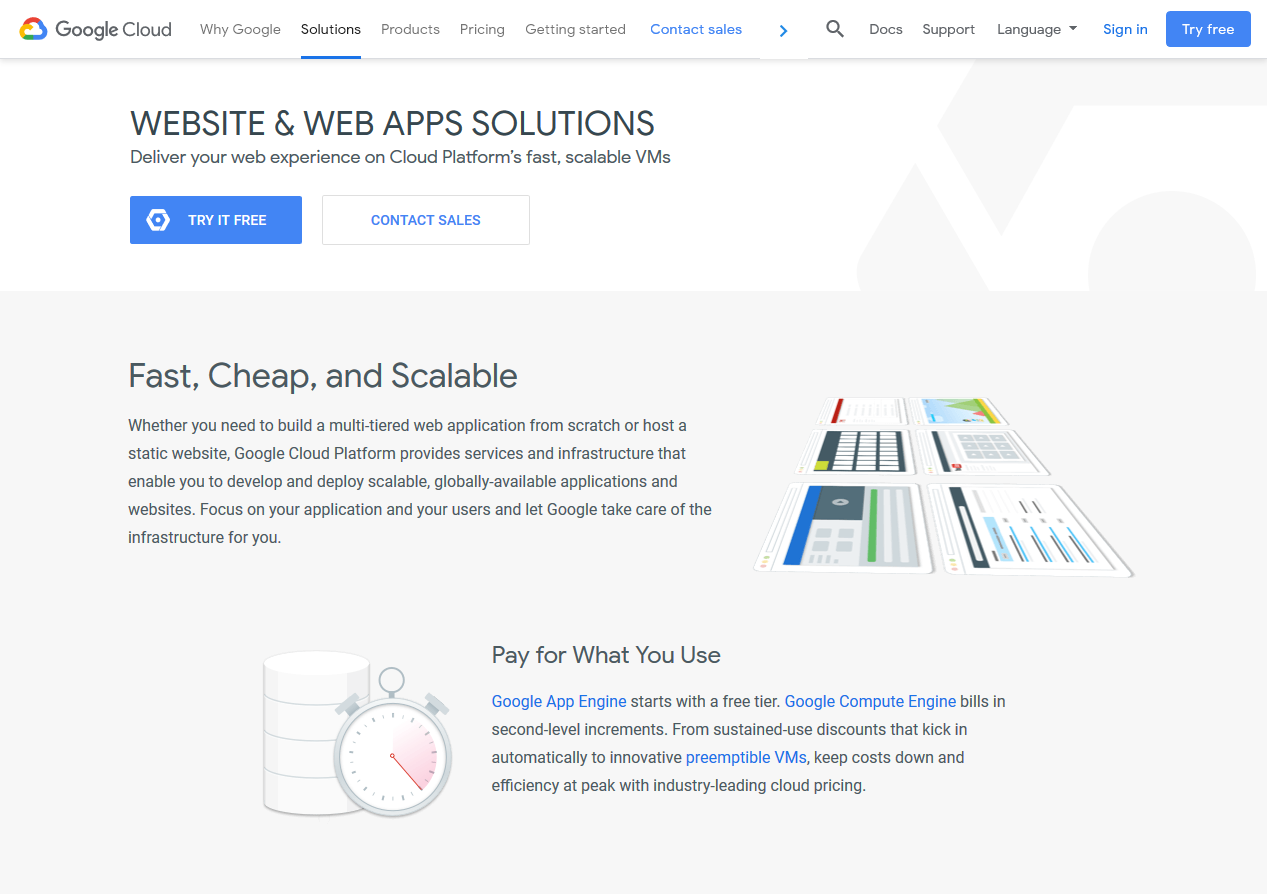 Google Cloud
Why Google
Solutions
Products
Pricing
Getting started
Contact sales
Docs
Support
Language
Sign in
Try free
WEBSITE & WEB APPS SOLUTIONS
Deliver your web experience on Cloud Platform’s fast, scalable VMs
TRY IT FREE
CONTACT SALES
Fast, Cheap, and Scalable
Whether you need to build a multi-tiered web application from scratch or host a
static website, Google Cloud Platform provides services and infrastructure that
enable you to develop and deploy scalable, globally-available applications and
websites. Focus on your application and your users and let Google take care of the
infrastructure for you.
Pay for What You Use
Google App Engine starts with a free tier. Google Compute Engine bills in
second-level increments. From sustained-use discounts that kick in
automatically to innovative preemptible VMs, keep costs down and
efficiency at peak with industry-leading cloud pricing.